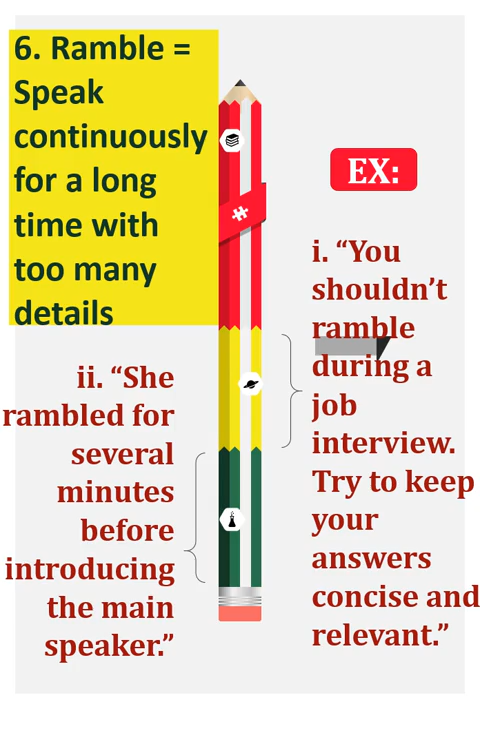 6. Ramble =
Speak
continuously
for a long
time with
too many
details
EX:
i. “You
shouldn’t
ramble
during a
job
interview.
Try to keep
your
answers
concise and
relevant.”
ii. “She
rambled for
several
minutes
before
introducing
the main
speaker.”